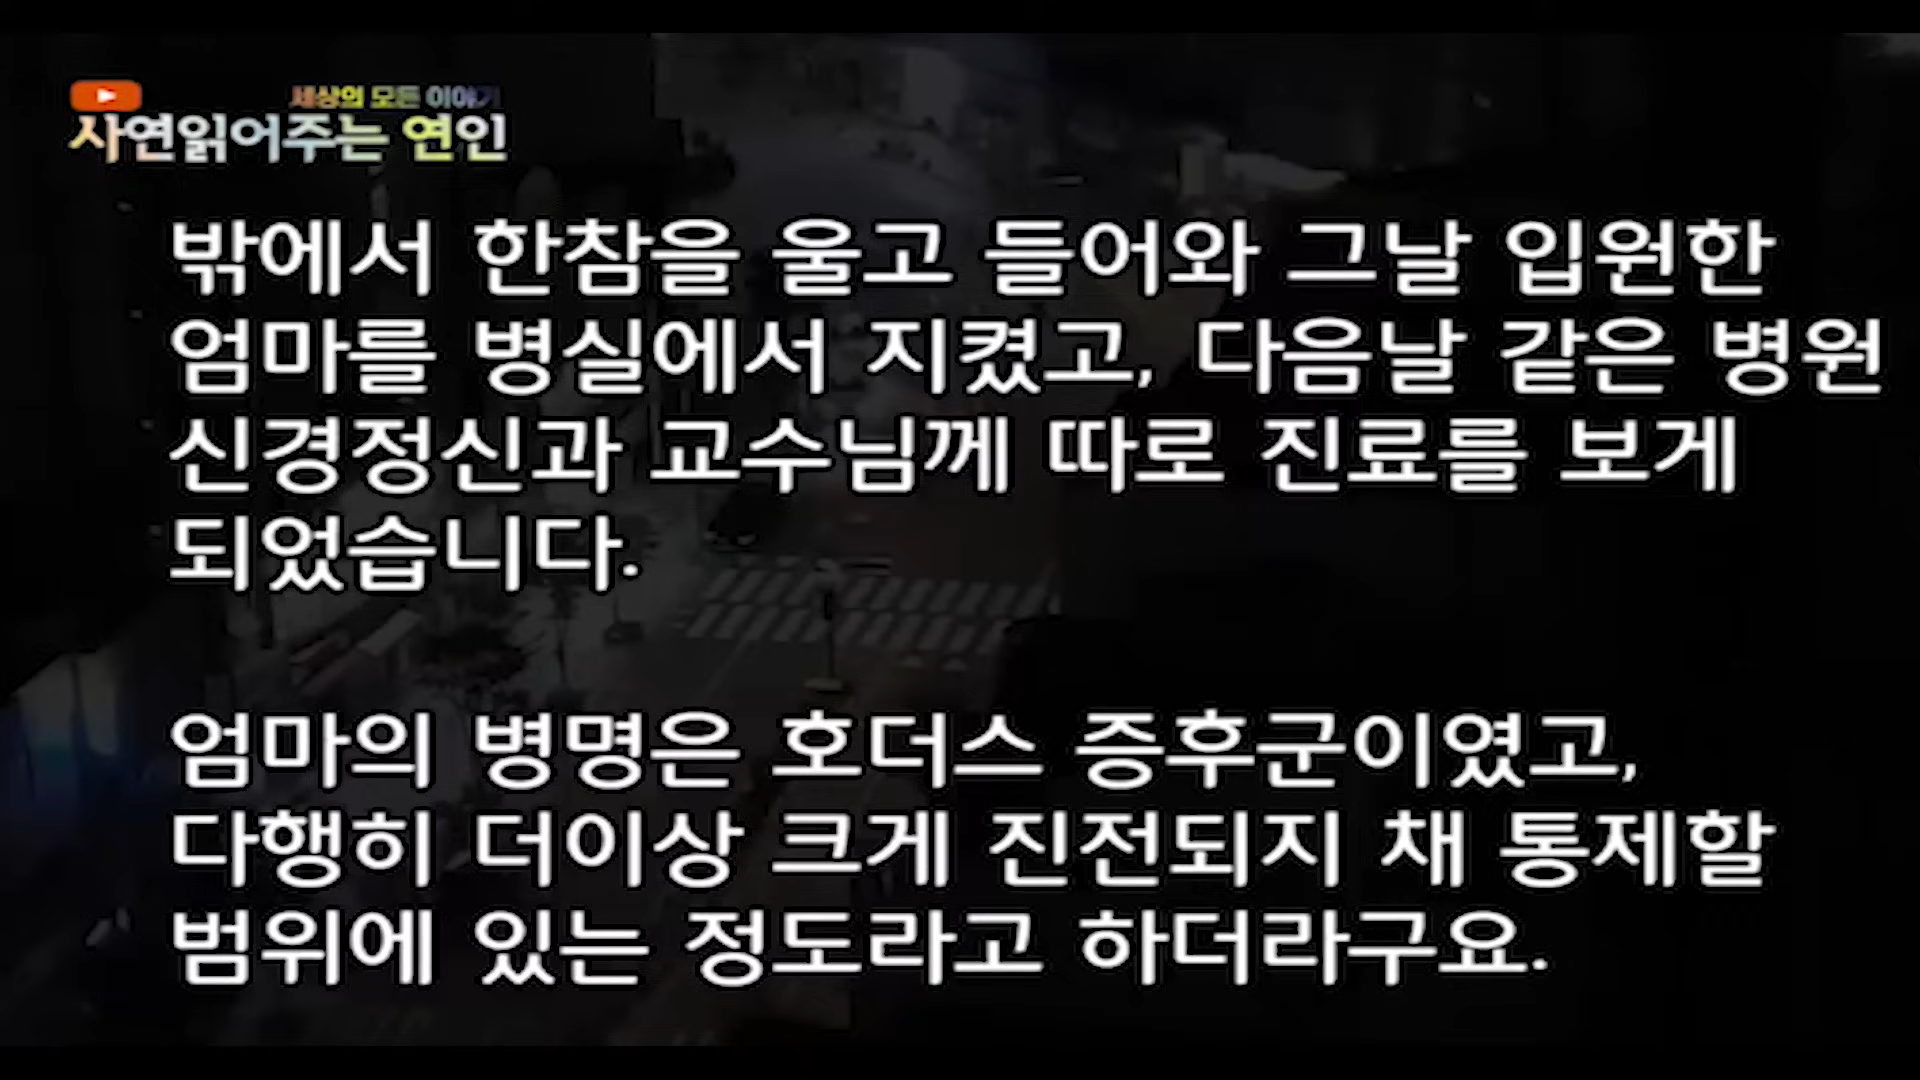 세상의 모든 이야기
사연읽어주는 연인
밖에서 한참을 울고 들어와 그날 입원한
엄마를 병실에서 지켰고, 다음날 같은 병원
신경정신과 교수님께 따로 진료를 보게
되었습니다.
엄마의 병명은 호더스 증후군이였고,
다행히 더이상 크게 진전되지 채 통제할
범위에 있는 정도라고 하더라구요.